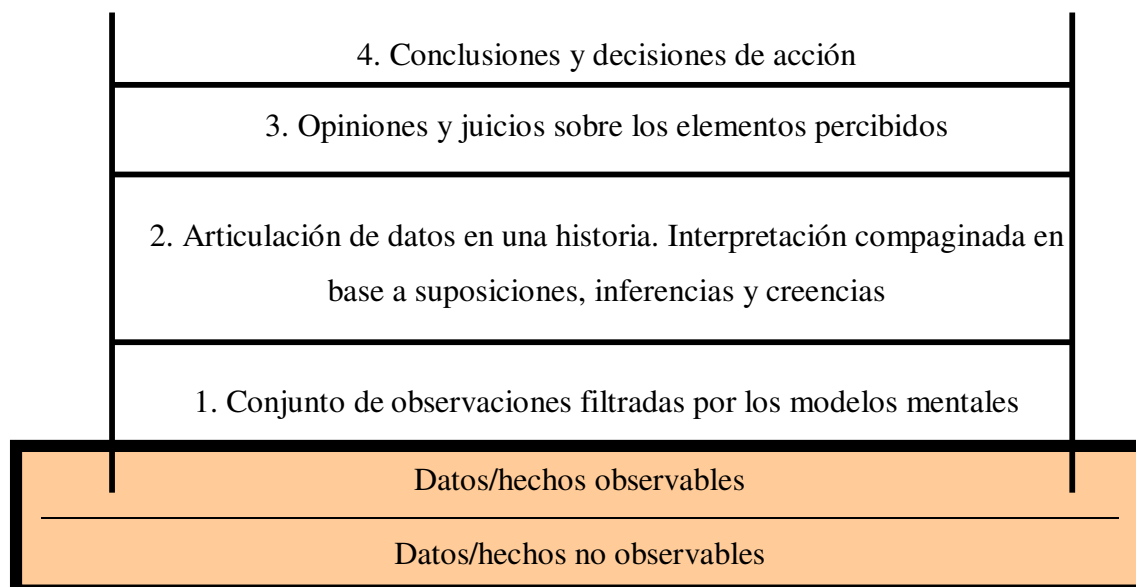 4. Conclusiones y decisiones de acción
3. Opiniones y juicios sobre los elementos percibidos
2. Articulación de datos en una historia. Interpretación compaginada en
base a suposiciones, inferencias y creencias
1. Conjunto de observaciones filtradas por los modelos mentales
Datos/hechos observables
Datos/hechos no observables